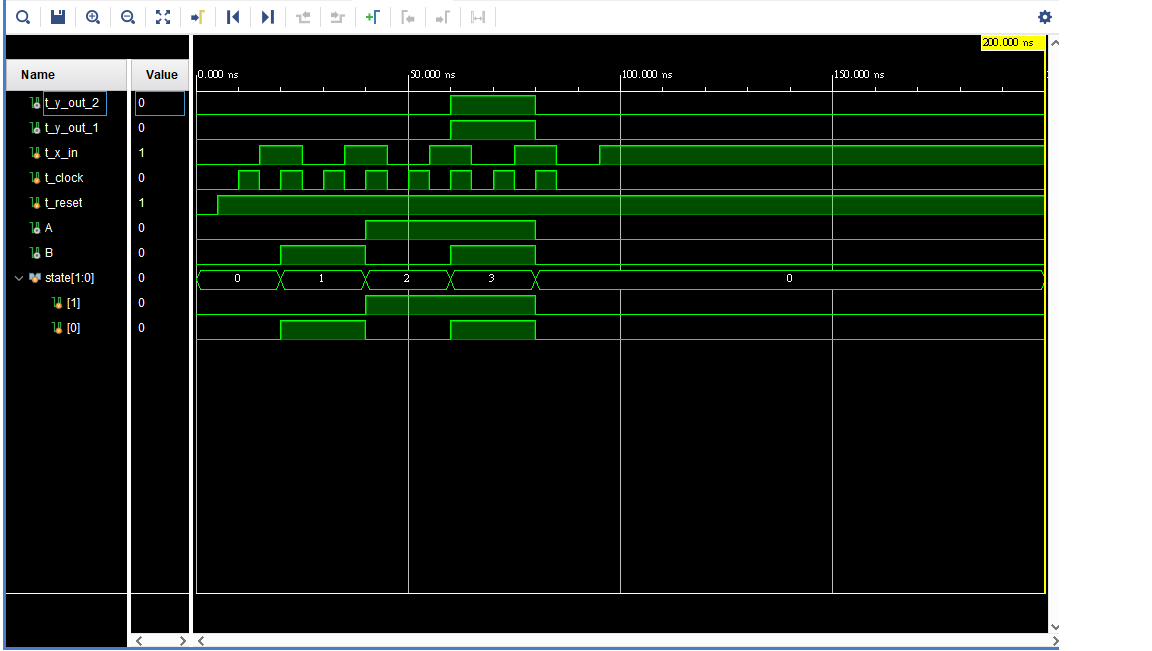 200.000 ns
Name Value
0.000 ns 50.000 ns 100.000 ns 150.000 ns
t_y_out_2 0
t_y_out_1 0
t_x_in 1
t_clock 0
t_reset 1
A 0
B 0
state[1:0] 0 0 1 2 3 0
[1] 0
[0] 0